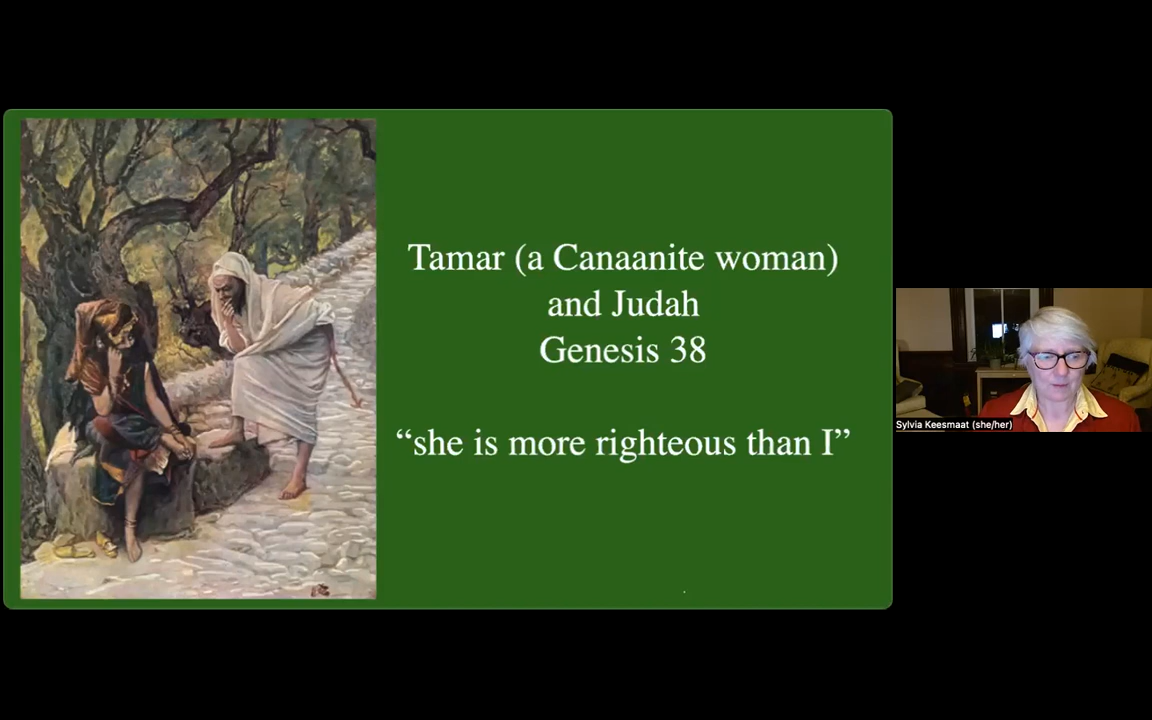 Tamar (a Canaanite woman)
and Judah
Genesis 38
“she is more righteous than I”
Sylvia Keesmaat (she/her)